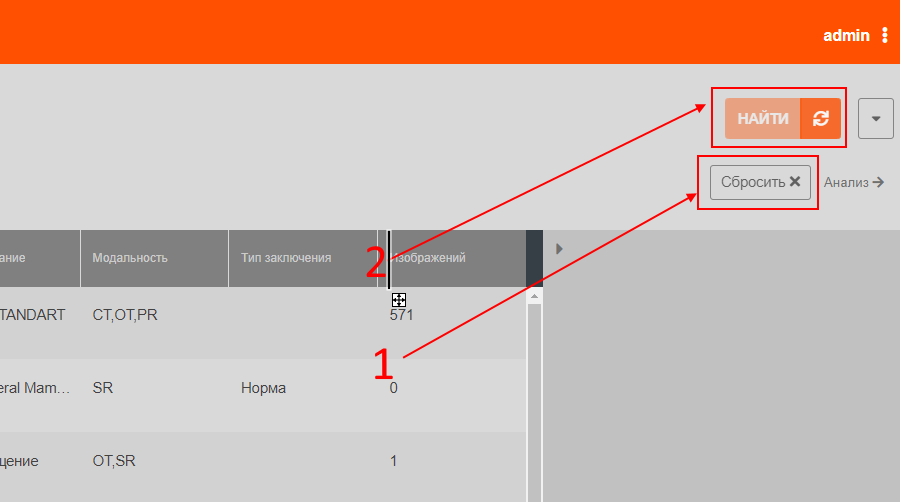 admin
НАЙТИ
Сбросить
Анализ
ание Модальность Тип заключения Изображений
2
TANDART CT,OT,PR 571
1
eral Mam... SR Норма 0
щение OT,SR 1